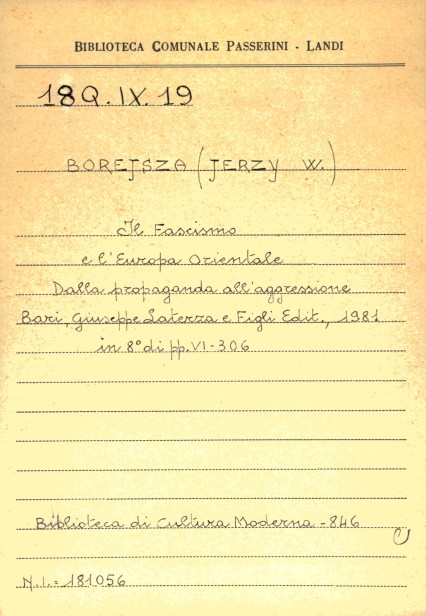 BIBLIOTECA COMUNALE PASSERINI - LANDI
18Q.IX.19
BOREJSZA (JERZY W.)
Il Fascismo
e l'Europa Orientale
Dalla propaganda all'aggressione
Bari, Giuseppe Laterza e Figli Edit., 1981
in 8° di pp. VI-306
Biblioteca di Cultura Moderna - 846
N.I. = 181056